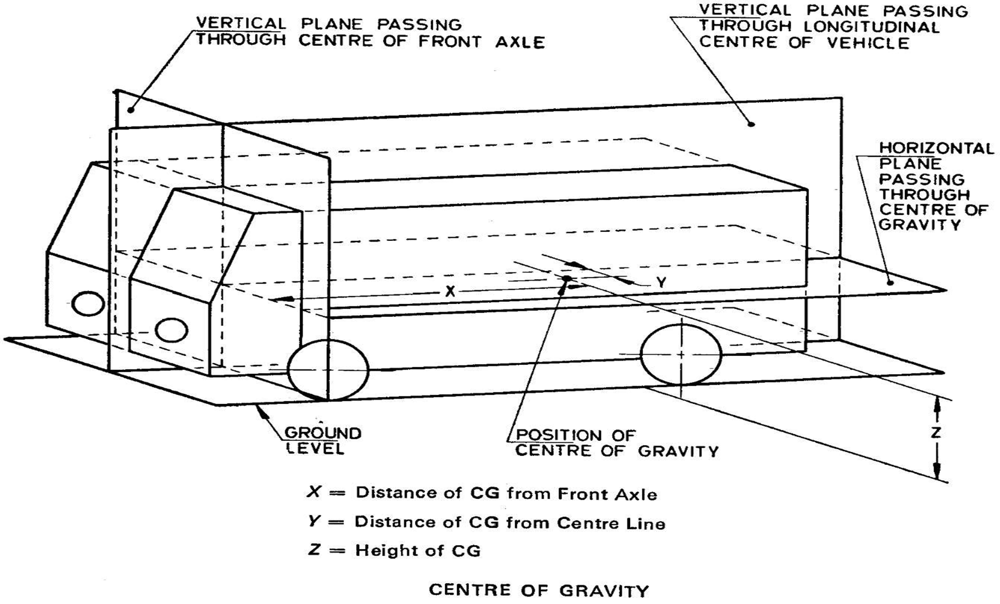 VERTICAL PLANE PASSING
THROUGH CENTRE OF FRONT AXLE
VERTICAL PLANE PASSING
THROUGH LONGITUDINAL
CENTRE OF VEHICLE
HORIZONTAL
PLANE
PASSING
THROUGH
CENTRE OF
GRAVITY
X
Y
Z
GROUND
LEVEL
POSITION OF
CENTRE OF GRAVITY
X = Distance of CG from Front Axle
Y = Distance of CG from Centre Line
Z = Height of CG
CENTRE OF GRAVITY